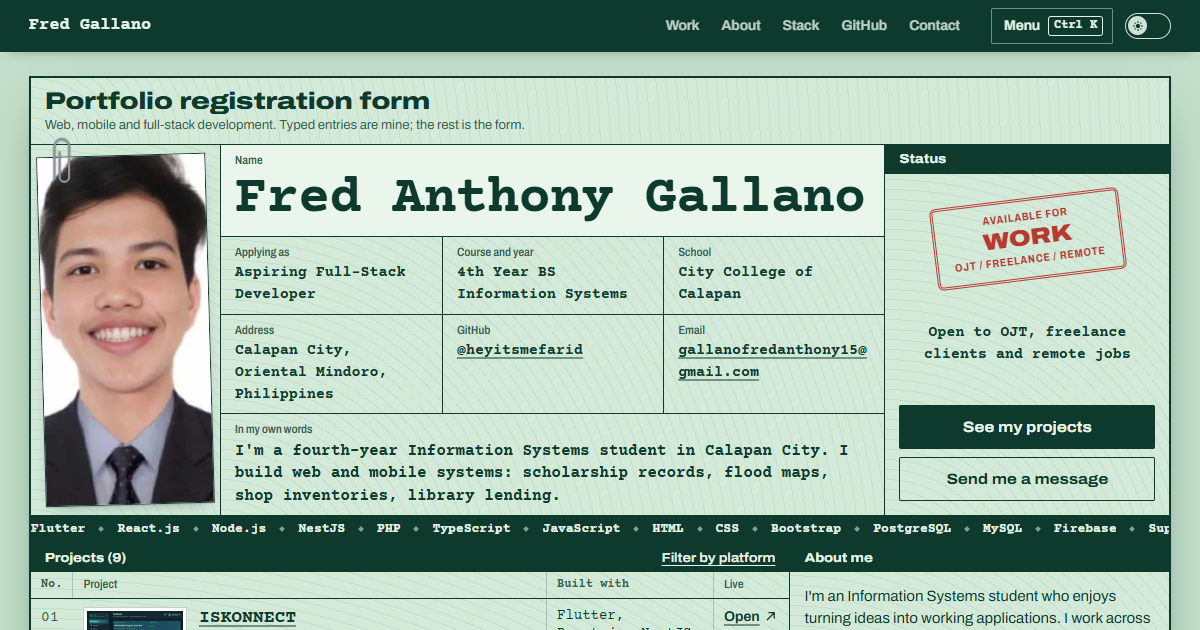 Fred Gallano
Work About Stack GitHub Contact Menu Ctrl K
Portfolio registration form
Web, mobile and full-stack development. Typed entries are mine; the rest is the form.
Name
Fred Anthony Gallano
Applying as
Aspiring Full-Stack
Developer
Course and year
4th Year BS
Information Systems
School
City College of
Calapan
Address
Calapan City,
Oriental Mindoro,
Philippines
GitHub
@heyitsmefarid
Email
gallanofredanthony15@
gmail.com
In my own words
I'm a fourth-year Information Systems student in Calapan City. I
build web and mobile systems: scholarship records, flood maps,
shop inventories, library lending.
Status
AVAILABLE FOR
WORK
OJT / FREELANCE / REMOTE
Open to OJT, freelance
clients and remote jobs
See my projects
Send me a message
Flutter ◆ React.js ◆ Node.js ◆ NestJS ◆ PHP ◆ TypeScript ◆ JavaScript ◆ HTML ◆ CSS ◆ Bootstrap ◆ PostgreSQL ◆ MySQL ◆ Firebase ◆ Sup
Projects (9) Filter by platform
No. Project Built with Live
01 ISKONNECT Flutter, Open ↗
About me
I'm an Information Systems student who enjoys
turning ideas into working applications. I work across